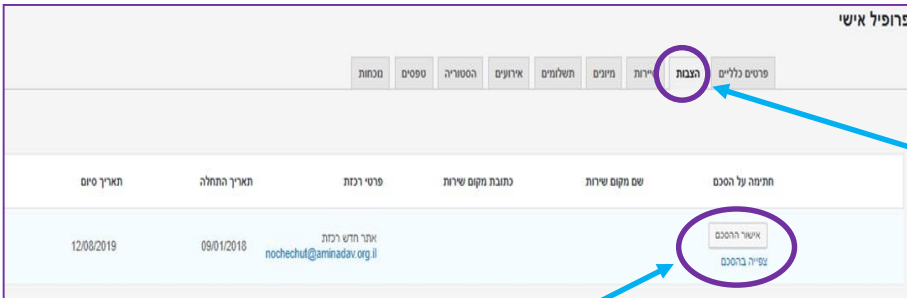 פרופיל אישי
פרטים כלליים הצבות שיירות מיונים תשלומים אירועים הסטוריה טפסים נוכחות
חתימה על הסכם שם מקום שירות כתובת מקום שירות פרטי רכזת תאריך התחלה תאריך סיום
אישור ההסכם אתר חדש רכזת 09/01/2018 12/08/2019
צפייה בהסכם nochechut@aminadav.org.il